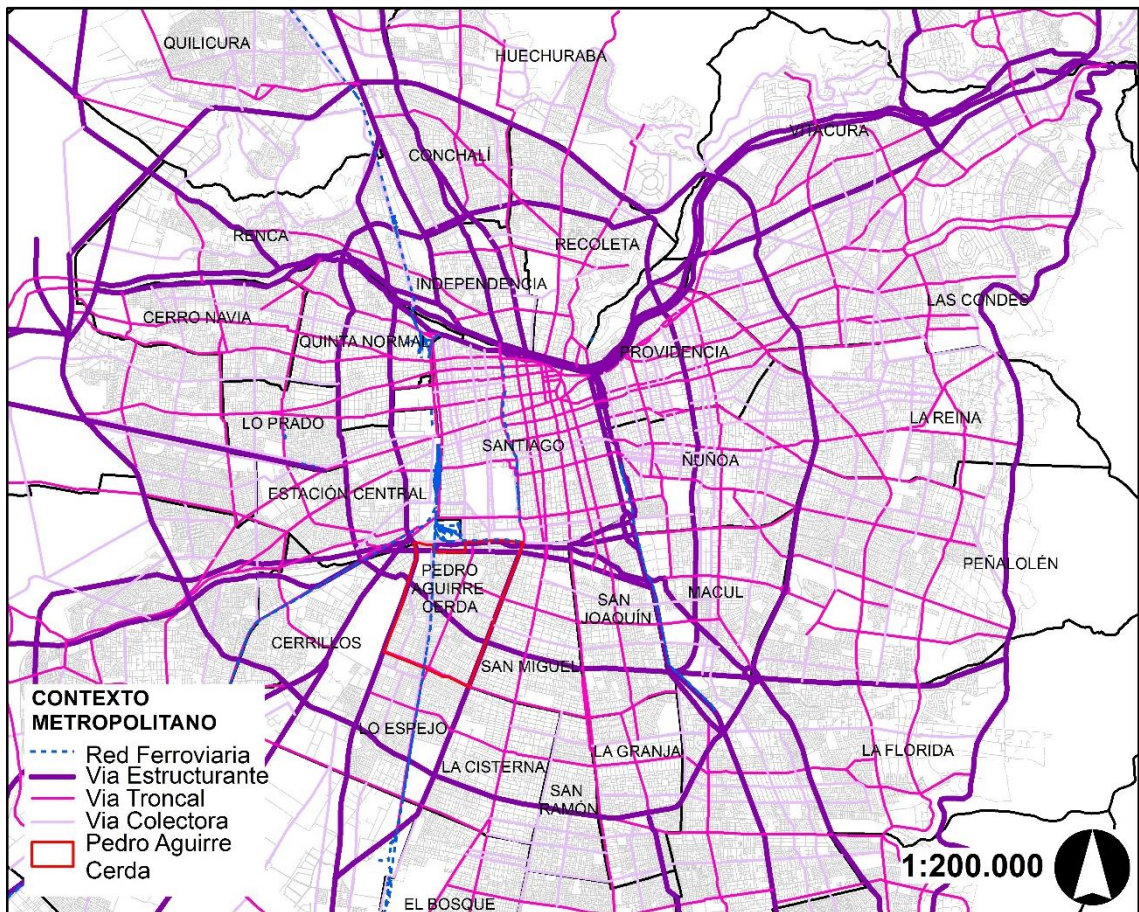 QUILICURA
HUECHURABA
VITACURA
CONCHALÍ
RENCA
RECOLETA
INDEPENDENCIA
LAS CONDES
CERRO NAVIA
QUINTA NORMAL
PROVIDENCIA
LO PRADO
LA REINA
SANTIAGO
ÑUÑOA
ESTACIÓN CENTRAL
PEDRO
AGUIRRE
CERDA
PEÑALOLÉN
MACUL
SAN
JOAQUÍN
CERRILLOS
SAN MIGUEL
LO ESPEJO
LA GRANJA
LA FLORIDA
LA CISTERNA
SAN
RAMÓN
EL BOSQUE
CONTEXTO
METROPOLITANO
Red Ferroviaria
Via Estructurante
Via Troncal
Via Colectora
Pedro Aguirre
Cerda
1:200.000